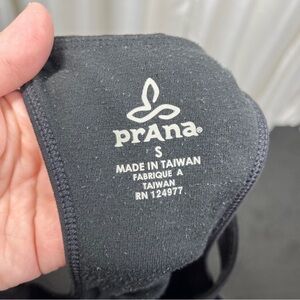 prAna®
S
MADE IN TAIWAN
FABRIQUE A
TAIWAN
RN 124977